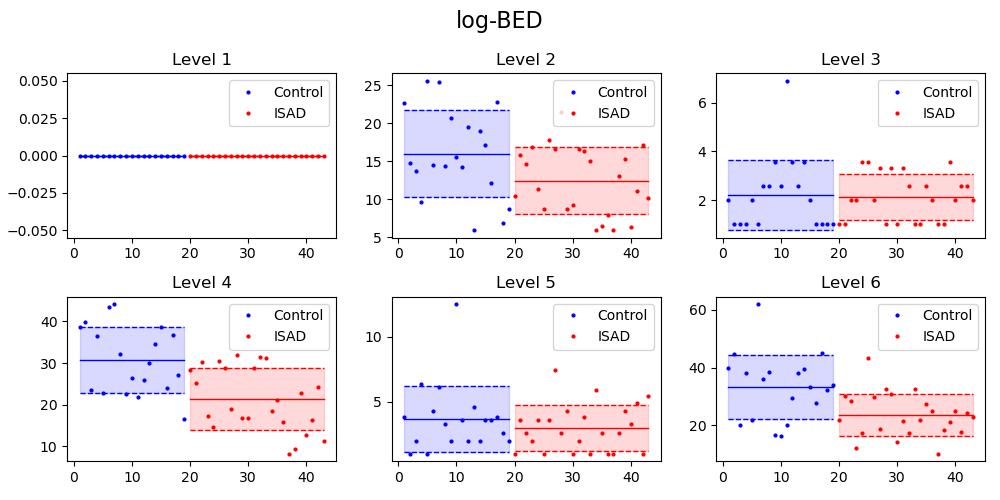 log-BED
Level 1
Level 2
Level 3
0.050
0.025
0.000
−0.025
−0.050
0 10 20 30 40
Control
ISAD
25
20
15
10
5
0 10 20 30 40
Control
ISAD
6
4
2
0 10 20 30 40
Control
ISAD
Level 4
Level 5
Level 6
40
30
20
10
0 10 20 30 40
Control
ISAD
10
5
0 10 20 30 40
Control
ISAD
60
40
20
0 10 20 30 40
Control
ISAD